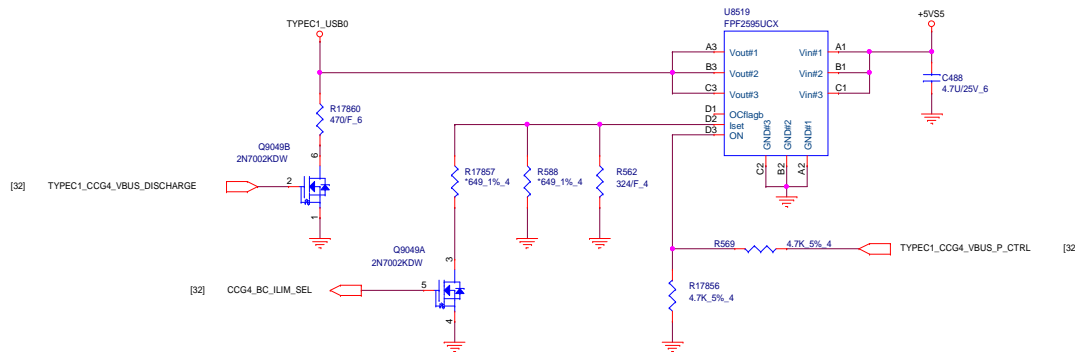 U8519
FPF2595UCX
TYPEC1_USB0
+5VS5
A3 Vout#1 Vin#1 A1
B3 Vout#2 Vin#2 B1
C3 Vout#3 Vin#3 C1
C488
4.7U/25V_6
D1 OCflagb
D2 Iset
D3 ON
GND#3 GND#2 GND#1
C2 B2 A2
R17860
470/F_6
Q9049B
2N7002KDW
6
[32] TYPEC1_CCG4_VBUS_DISCHARGE 2
1
R17857
*649_1%_4
R588
*649_1%_4
R562
324/F_4
Q9049A
2N7002KDW
3
[32] CCG4_BC_ILIM_SEL 5
4
R569 4.7K_5%_4 TYPEC1_CCG4_VBUS_P_CTRL [32
R17856
4.7K_5%_4